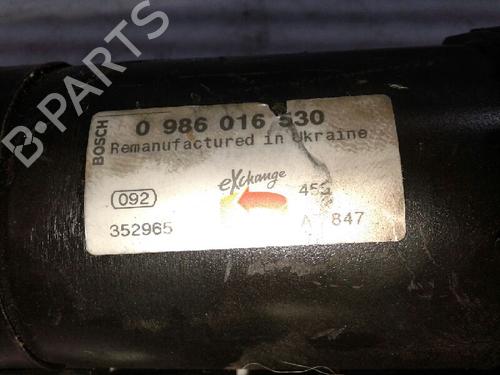 BOSCH
0 986 016 530
Remanufactured in Ukraine
eXchange
092
352965
847
B-PARTS